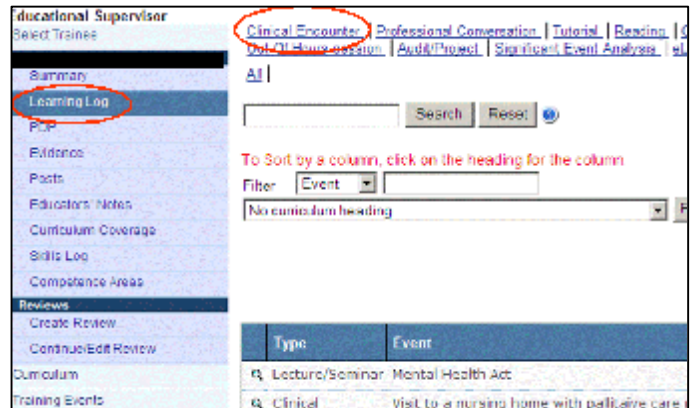 Educational Supervisor
Select Trainee
Summary
Learning Log
PDP
Evidence
Posts
Educators' Notes
Curriculum Coverage
Skills Log
Competence Areas
Reviews
Create Review
Continue/Edit Review
Curriculum
Training Events
Clinical Encounter | Professional Conversation | Tutorial | Reading |
Out Of Hours session | Audit/Project | Significant Event Analysis | eL
All |
Search Reset
To Sort by a column, click on the heading for the column
Filter Event
No curriculum heading
Type Event
Lecture/Seminar Mental Health Act
Clinical Visit to a nursing home with pallitaive care